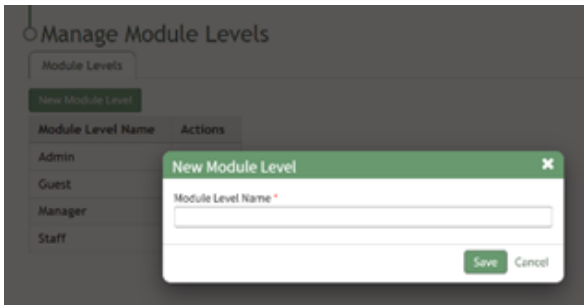 Manage Module Levels
Module Levels
New Module Level
Module Level Name Actions
Admin
Guest
Manager
Staff
New Module Level ×
Module Level Name *
Save Cancel